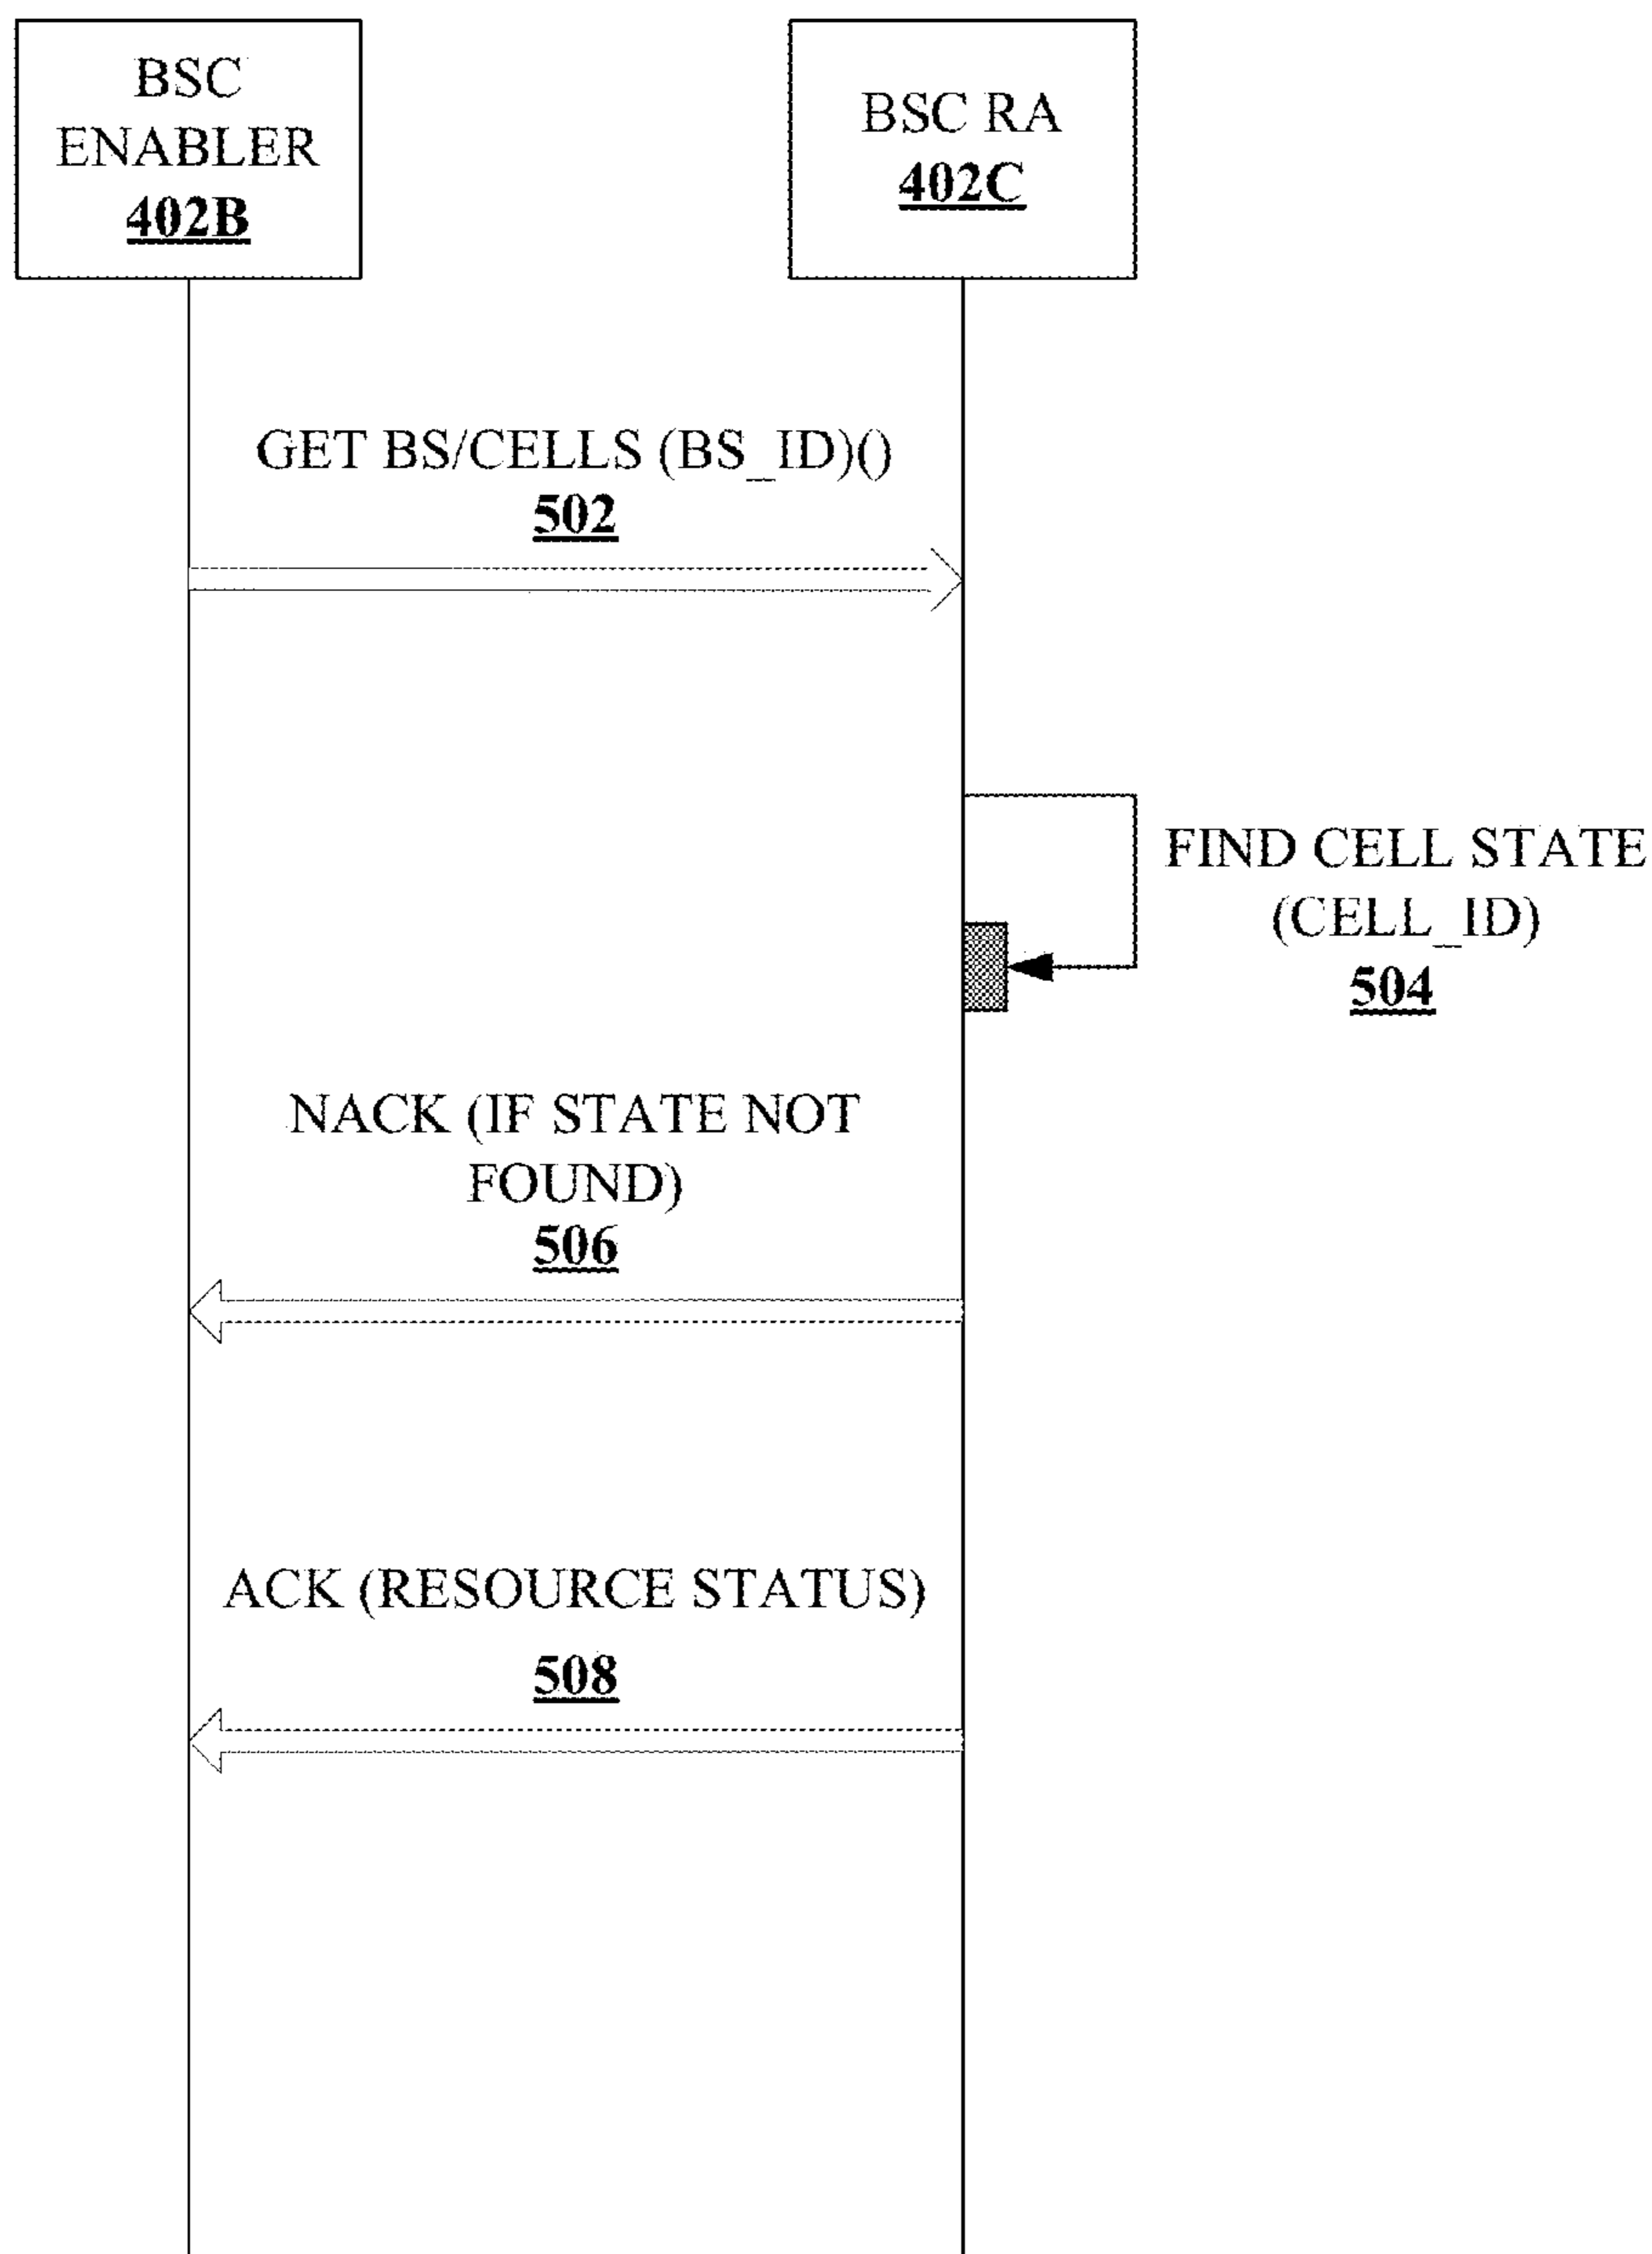 BSC
ENABLER
402B
BSC RA
402C
GET BS/CELLS (BS_ID)()
502
FIND CELL STATE
(CELL_ID)
504
NACK (IF STATE NOT
FOUND)
506
ACK (RESOURCE STATUS)
508